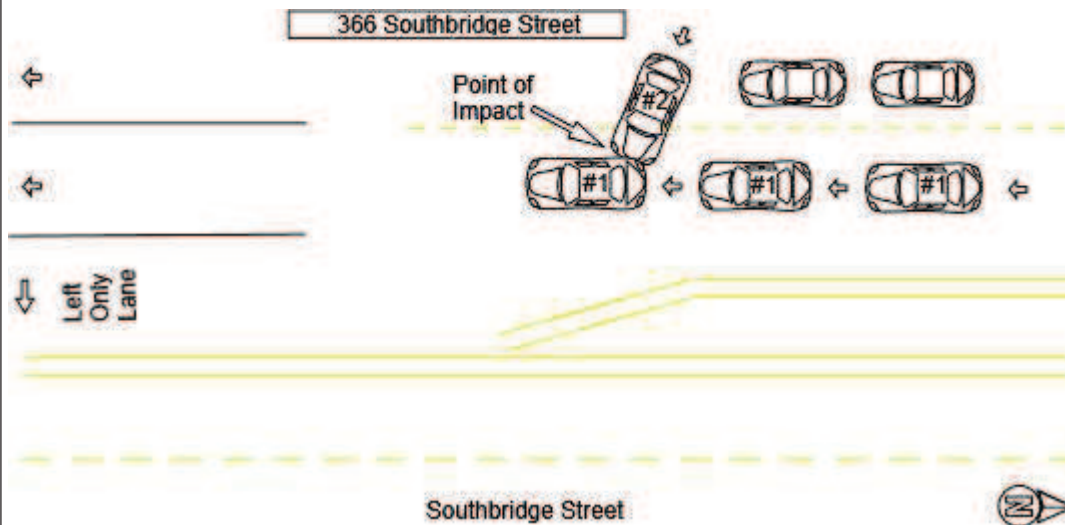 366 Southbridge Street
Point of
Impact
#2
#1
#1
#1
Left
Only
Lane
Southbridge Street
N